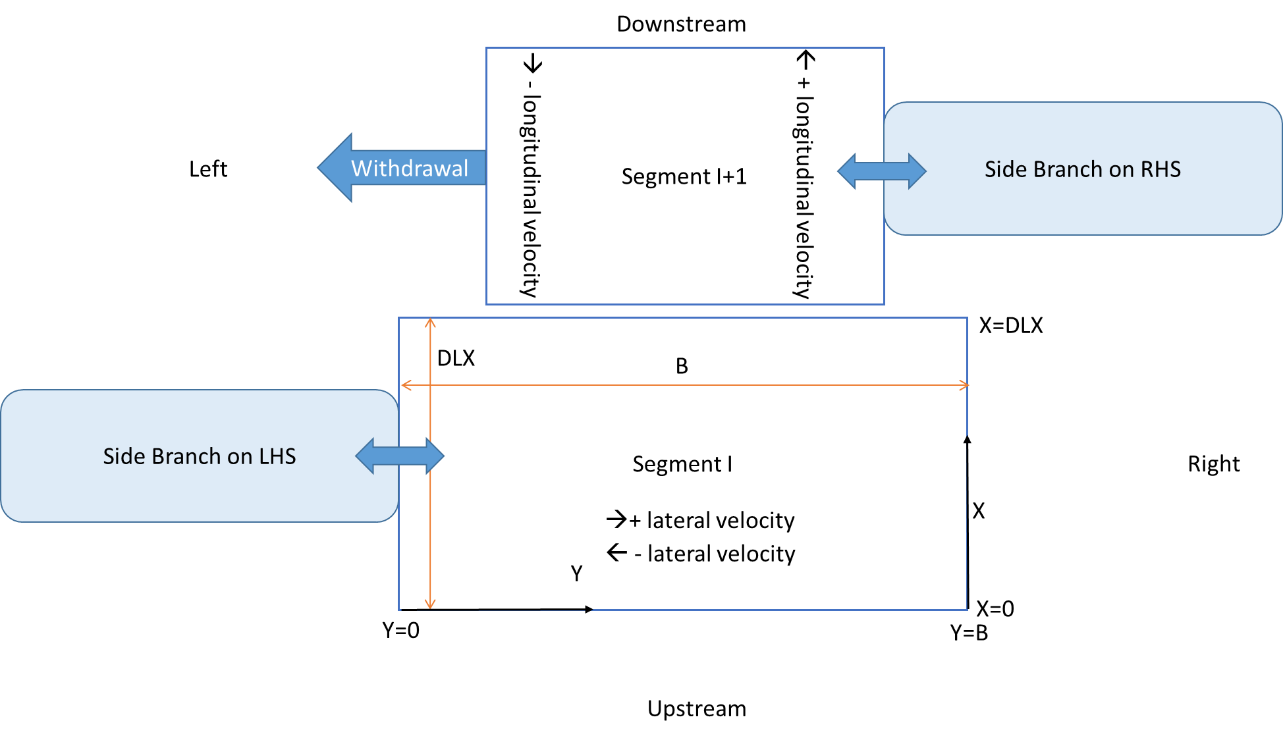 Downstream
← - longitudinal velocity
→ + longitudinal velocity
Left
Withdrawal
Segment I+1
Side Branch on RHS
X=DLX
DLX
B
Side Branch on LHS
Segment I
Right
→+ lateral velocity
← - lateral velocity
X
Y
X=0
Y=0
Y=B
Upstream